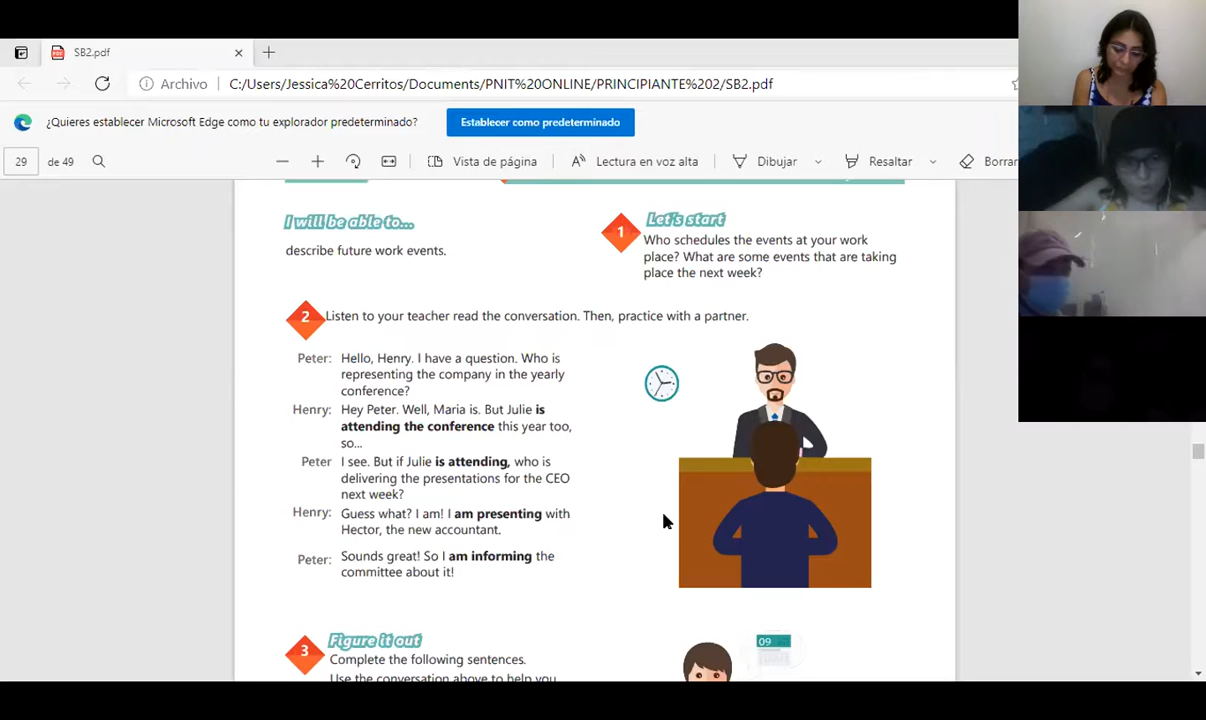 SB2.pdf
Archivo
C:/Users/Jessica%20Cerritos/Documents/PNIT%20ONLINE/PRINCIPIANTE%202/SB2.pdf
¿Quieres establecer Microsoft Edge como tu explorador predeterminado?
Establecer como predeterminado
29
de 49
Vista de página
Lectura en voz alta
Dibujar
Resaltar
Borrar
I will be able to...
describe future work events.
1
Let's start
Who schedules the events at your work
place? What are some events that are taking
place the next week?
2
Listen to your teacher read the conversation. Then, practice with a partner.
Peter: Hello, Henry. I have a question. Who is
representing the company in the yearly
conference?
Henry: Hey Peter. Well, Maria is. But Julie is
attending the conference this year too,
so...
Peter I see. But if Julie is attending, who is
delivering the presentations for the CEO
next week?
Henry: Guess what? I am! I am presenting with
Hector, the new accountant.
Peter: Sounds great! So I am informing the
committee about it!
3
Figure it out
Complete the following sentences.
Use the conversation above to help you
09